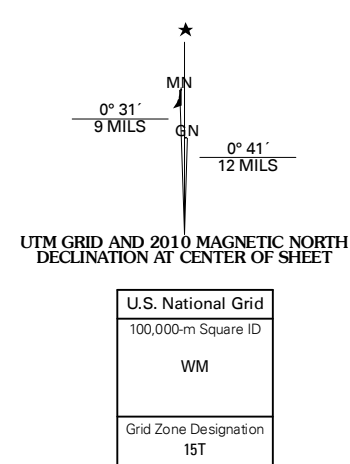 MN
0° 31´
9 MILS
GN
0° 41´
12 MILS
UTM GRID AND 2010 MAGNETIC NORTH
DECLINATION AT CENTER OF SHEET
U.S. National Grid
100,000-m Square ID
WM
Grid Zone Designation
15T